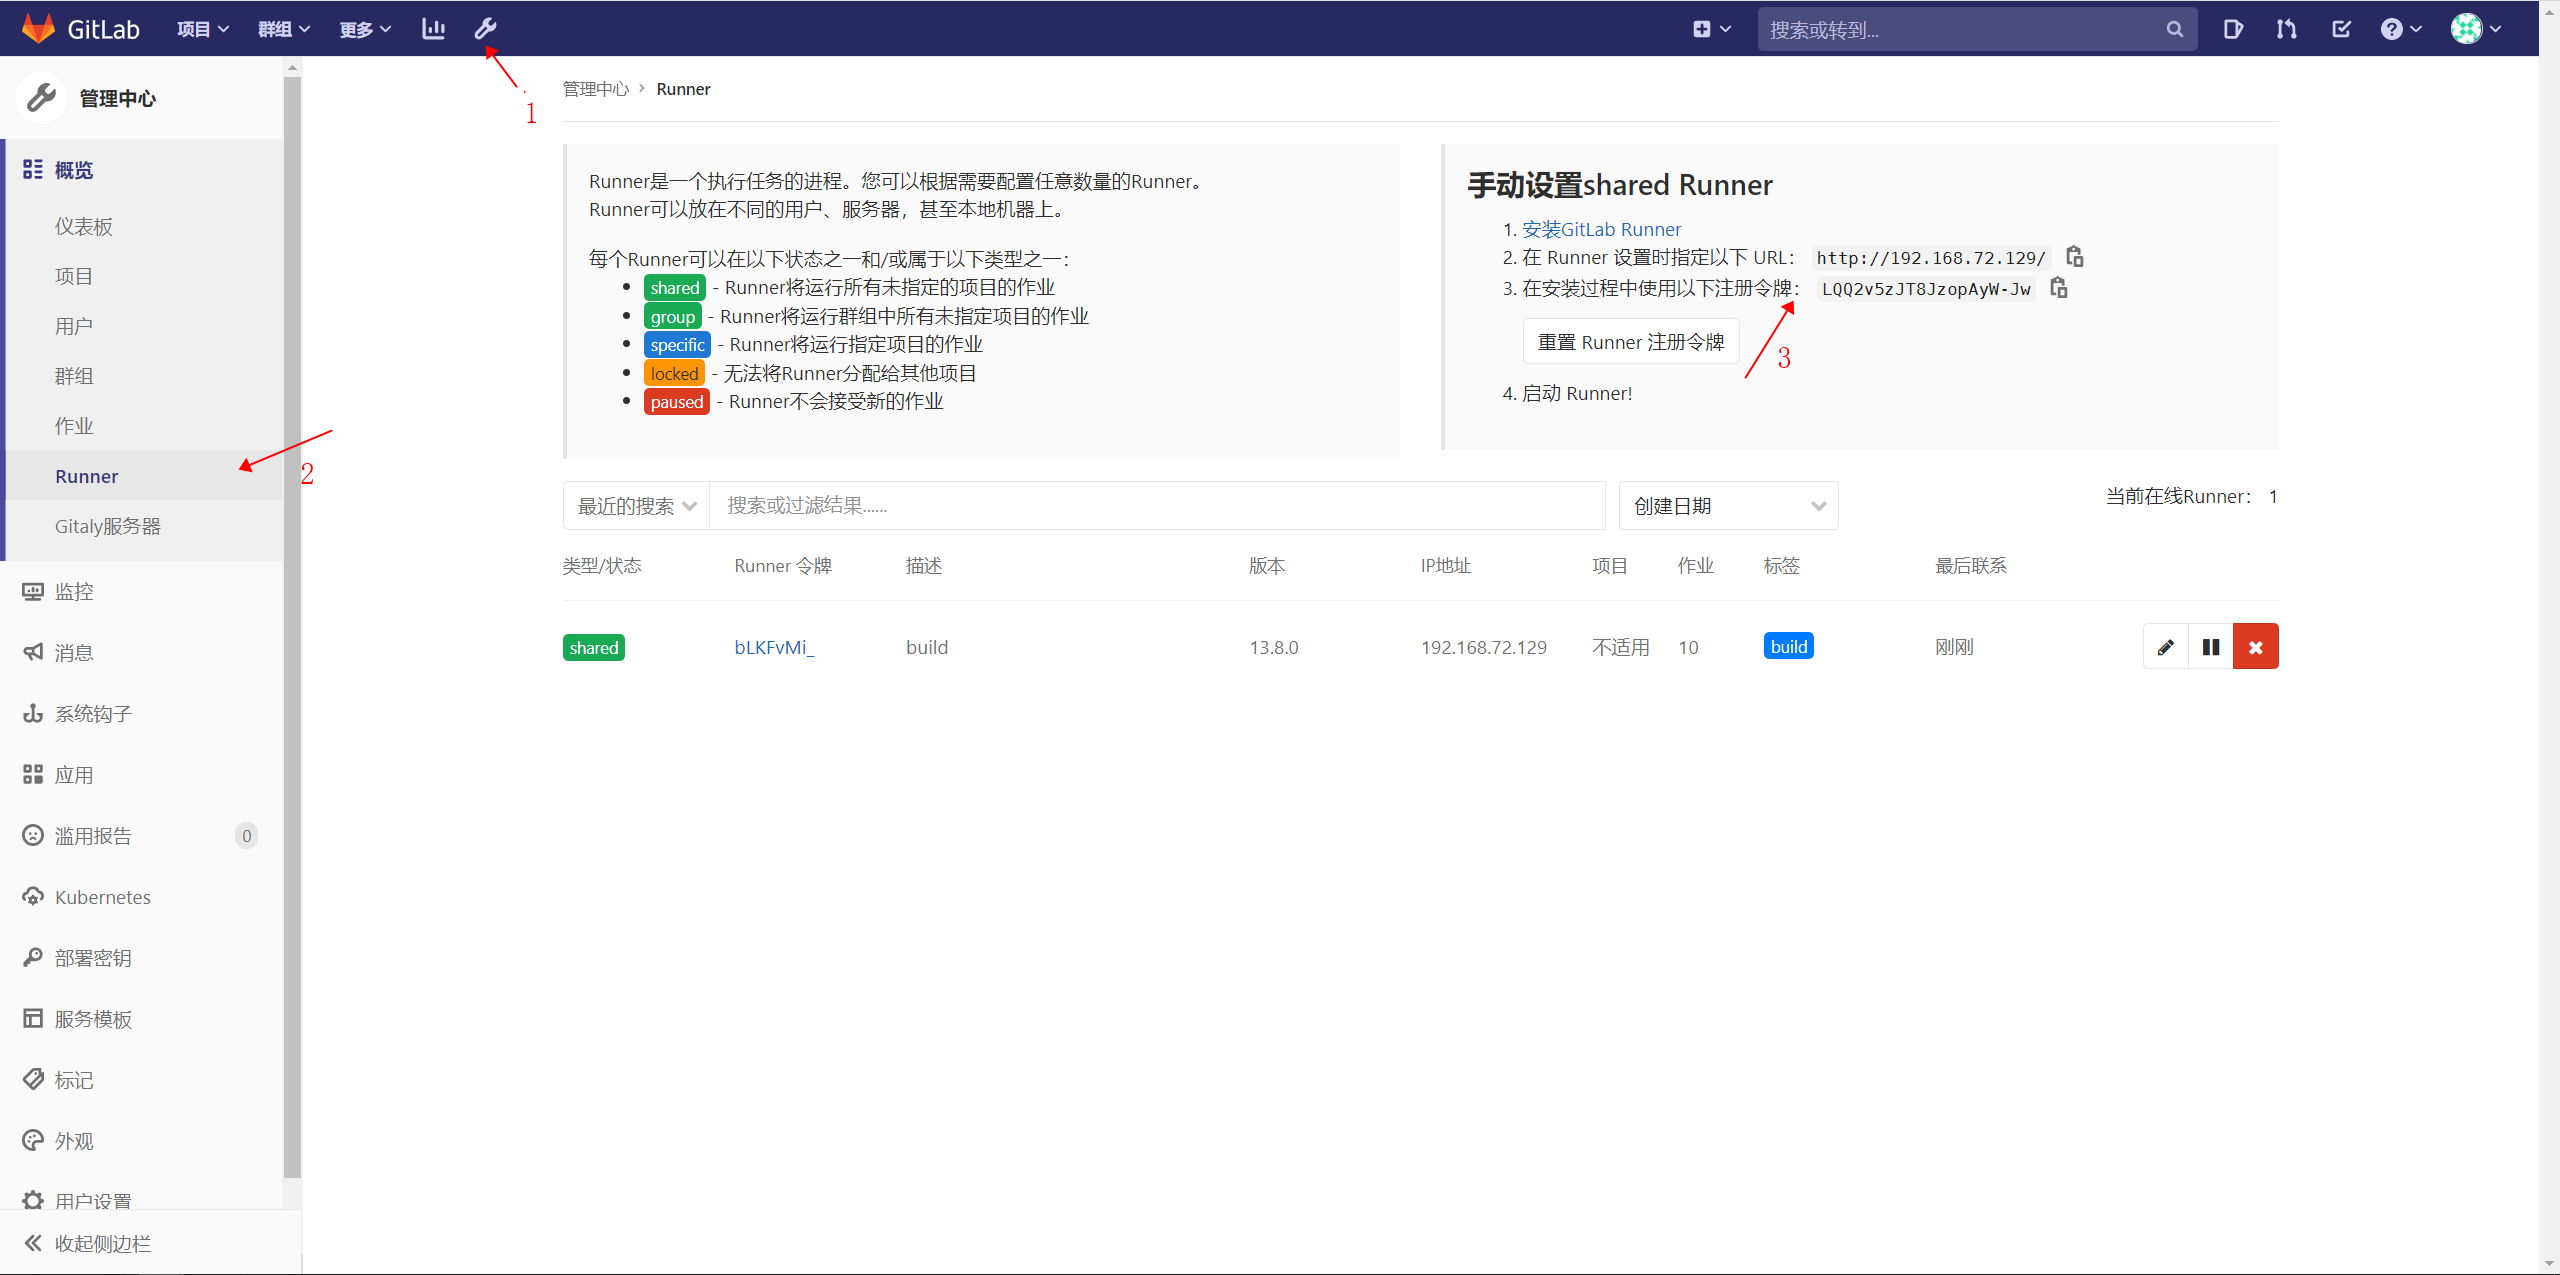 GitLab 项目 群组 更多 搜索或转到...
1
管理中心
概览
仪表板
项目
用户
群组
作业
Runner
2
Gitaly服务器
监控
消息
系统钩子
应用
滥用报告 0
Kubernetes
部署密钥
服务模板
标记
外观
用户设置
收起侧边栏
管理中心 › Runner
Runner是一个执行任务的进程。您可以根据需要配置任意数量的Runner。
Runner可以放在不同的用户、服务器，甚至本地机器上。
每个Runner可以在以下状态之一和/或属于以下类型之一：
shared - Runner将运行所有未指定的项目的作业
group - Runner将运行群组中所有未指定项目的作业
specific - Runner将运行指定项目的作业
locked - 无法将Runner分配给其他项目
paused - Runner不会接受新的作业
手动设置shared Runner
1. 安装GitLab Runner
2. 在 Runner 设置时指定以下 URL： http://192.168.72.129/
3. 在安装过程中使用以下注册令牌： LQQ2v5zJT8JzopAyW-Jw
重置 Runner 注册令牌
3
4. 启动 Runner!
最近的搜索 搜索或过滤结果...... 创建日期 当前在线Runner： 1
类型/状态 Runner 令牌 描述 版本 IP地址 项目 作业 标签 最后联系
shared bLKFvMi_ build 13.8.0 192.168.72.129 不适用 10 build 刚刚